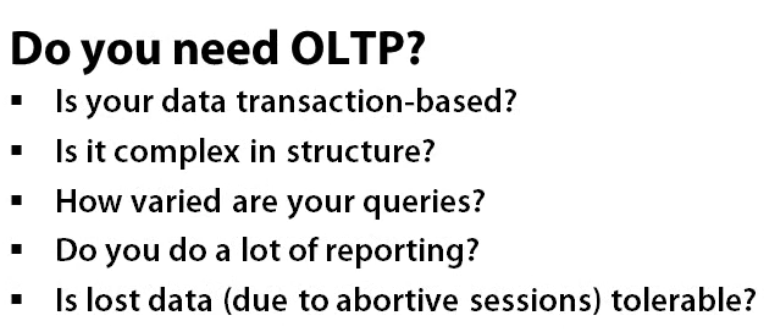 Do you need OLTP?
▪ Is your data transaction-based?
▪ Is it complex in structure?
▪ How varied are your queries?
▪ Do you do a lot of reporting?
▪ Is lost data (due to abortive sessions) tolerable?